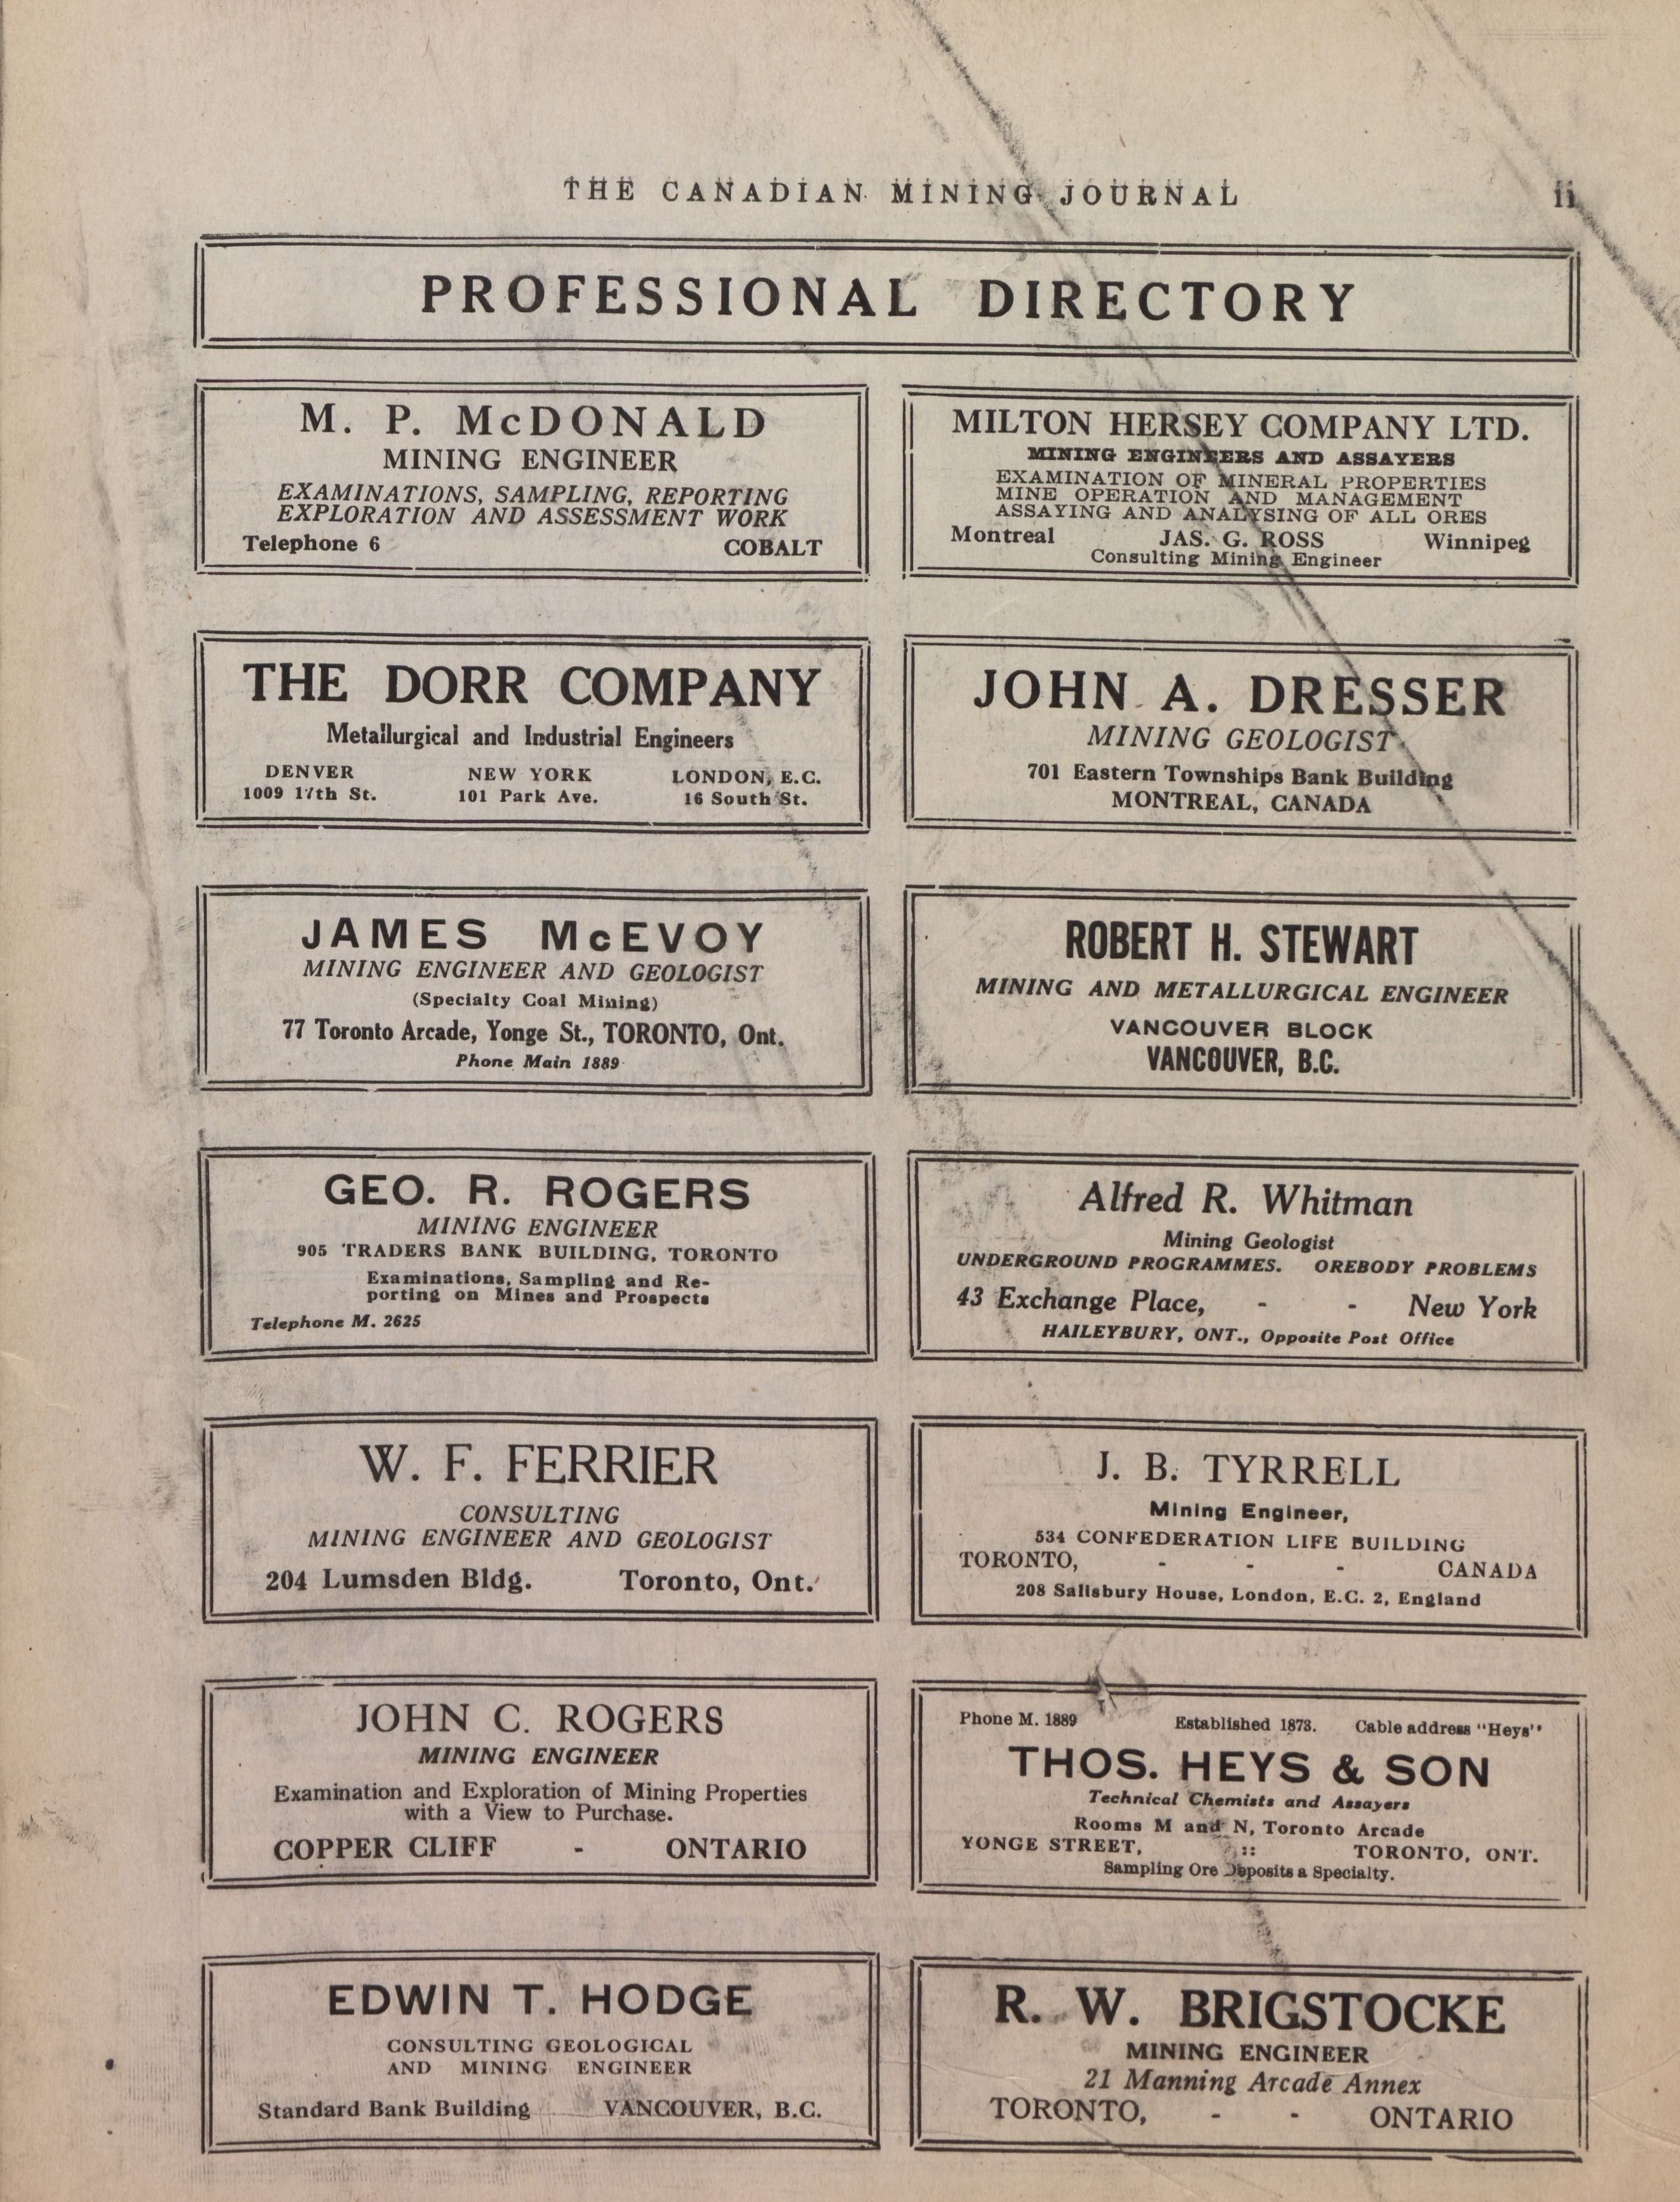 THE CANADIAN MINING JOURNAL ii
PROFESSIONAL DIRECTORY
M. P. McDONALD
MINING ENGINEER
EXAMINATIONS, SAMPLING, REPORTING
EXPLORATION AND ASSESSMENT WORK
Telephone 6 COBALT
MILTON HERSEY COMPANY LTD.
MINING ENGINEERS AND ASSAYERS
EXAMINATION OF MINERAL PROPERTIES
MINE OPERATION AND MANAGEMENT
ASSAYING AND ANALYSING OF ALL ORES
Montreal JAS. G. ROSS Winnipeg
Consulting Mining Engineer
THE DORR COMPANY
Metallurgical and Industrial Engineers
DENVER NEW YORK LONDON, E.C.
1009 17th St. 101 Park Ave. 16 South St.
JOHN A. DRESSER
MINING GEOLOGIST
701 Eastern Townships Bank Building
MONTREAL, CANADA
JAMES McEVOY
MINING ENGINEER AND GEOLOGIST
(Specialty Coal Mining)
77 Toronto Arcade, Yonge St., TORONTO, Ont.
Phone Main 1889
ROBERT H. STEWART
MINING AND METALLURGICAL ENGINEER
VANCOUVER BLOCK
VANCOUVER, B.C.
GEO. R. ROGERS
MINING ENGINEER
905 TRADERS BANK BUILDING, TORONTO
Examinations, Sampling and Re-
porting on Mines and Prospects
Telephone M. 2625
Alfred R. Whitman
Mining Geologist
UNDERGROUND PROGRAMMES. OREBODY PROBLEMS
43 Exchange Place, - - New York
HAILEYBURY, ONT., Opposite Post Office
W. F. FERRIER
CONSULTING
MINING ENGINEER AND GEOLOGIST
204 Lumsden Bldg. Toronto, Ont.
J. B. TYRRELL
Mining Engineer,
534 CONFEDERATION LIFE BUILDING
TORONTO, - - - CANADA
208 Salisbury House, London, E.C. 2, England
JOHN C. ROGERS
MINING ENGINEER
Examination and Exploration of Mining Properties
with a View to Purchase.
COPPER CLIFF - ONTARIO
Phone M. 1889 Established 1873. Cable address "Heys"
THOS. HEYS & SON
Technical Chemists and Assayers
Rooms M and N, Toronto Arcade
YONGE STREET, :: TORONTO, ONT.
Sampling Ore Deposits a Specialty.
EDWIN T. HODGE
CONSULTING GEOLOGICAL
AND MINING ENGINEER
Standard Bank Building VANCOUVER, B.C.
R. W. BRIGSTOCKE
MINING ENGINEER
21 Manning Arcade Annex
TORONTO, - - ONTARIO